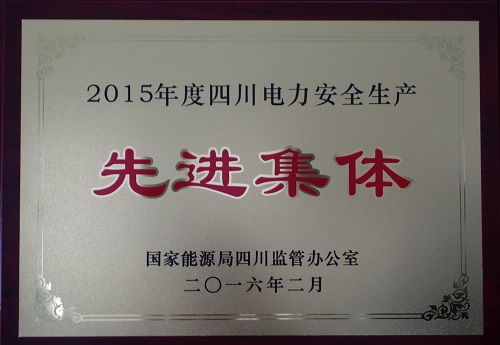 2015年度四川电力安全生产
先进集体
国家能源局四川监管办公室
二〇一六年二月